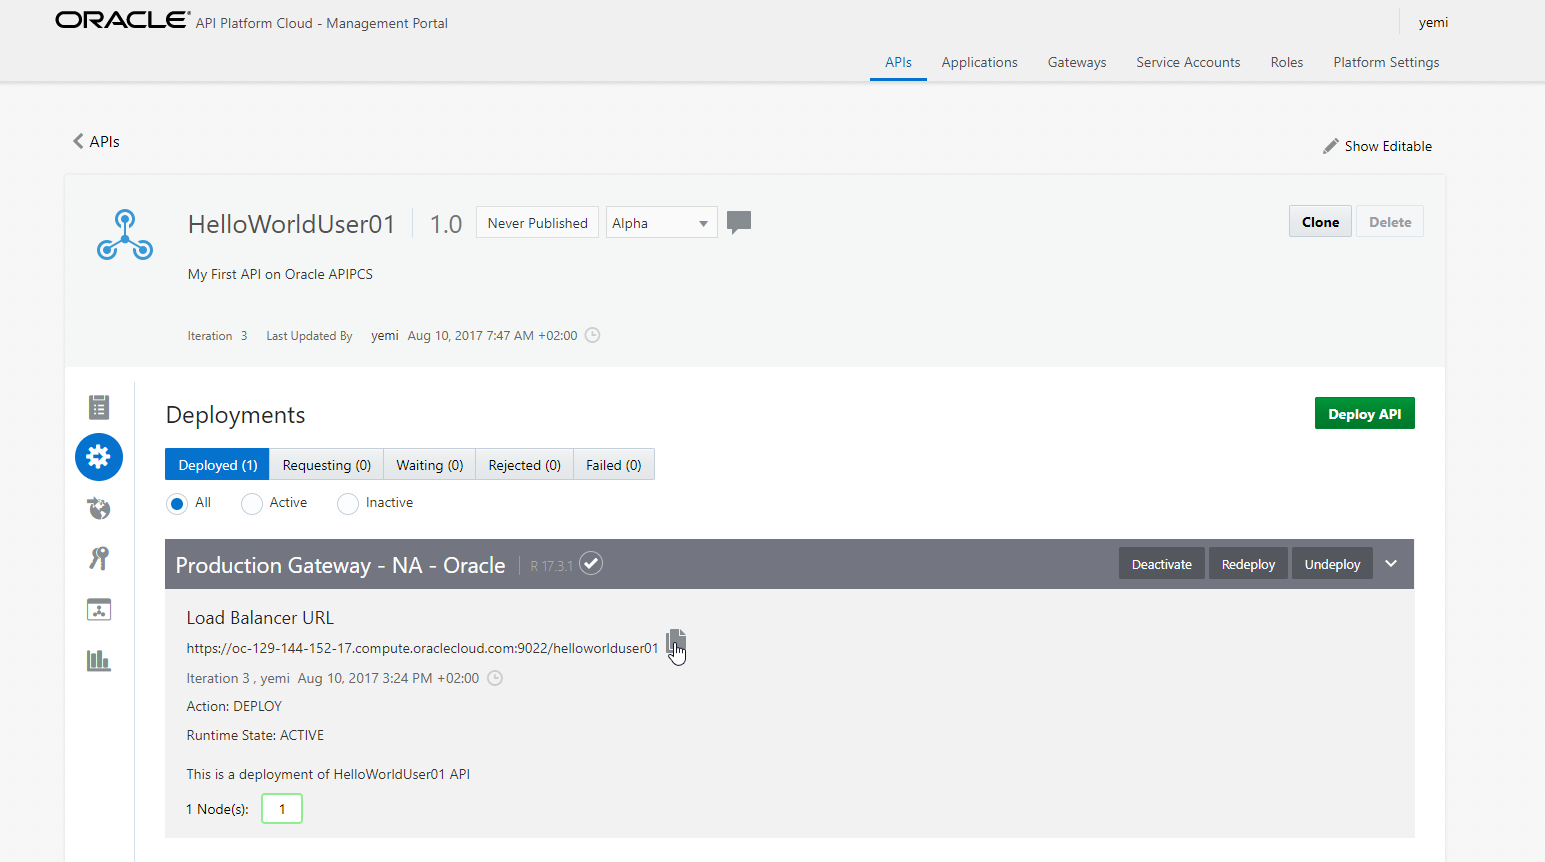 ORACLE® API Platform Cloud - Management Portal
yemi
APIs Applications Gateways Service Accounts Roles Platform Settings
APIs
Show Editable
HelloWorldUser01 1.0 Never Published Alpha
Clone Delete
My First API on Oracle APIPCS
Iteration 3 Last Updated By yemi Aug 10, 2017 7:47 AM +02:00
Deployments
Deploy API
Deployed (1) Requesting (0) Waiting (0) Rejected (0) Failed (0)
All Active Inactive
Production Gateway - NA - Oracle R 17.3.1
Deactivate Redeploy Undeploy
Load Balancer URL
https://oc-129-144-152-17.compute.oraclecloud.com:9022/helloworlduser01
Iteration 3 , yemi Aug 10, 2017 3:24 PM +02:00
Action: DEPLOY
Runtime State: ACTIVE
This is a deployment of HelloWorldUser01 API
1 Node(s): 1